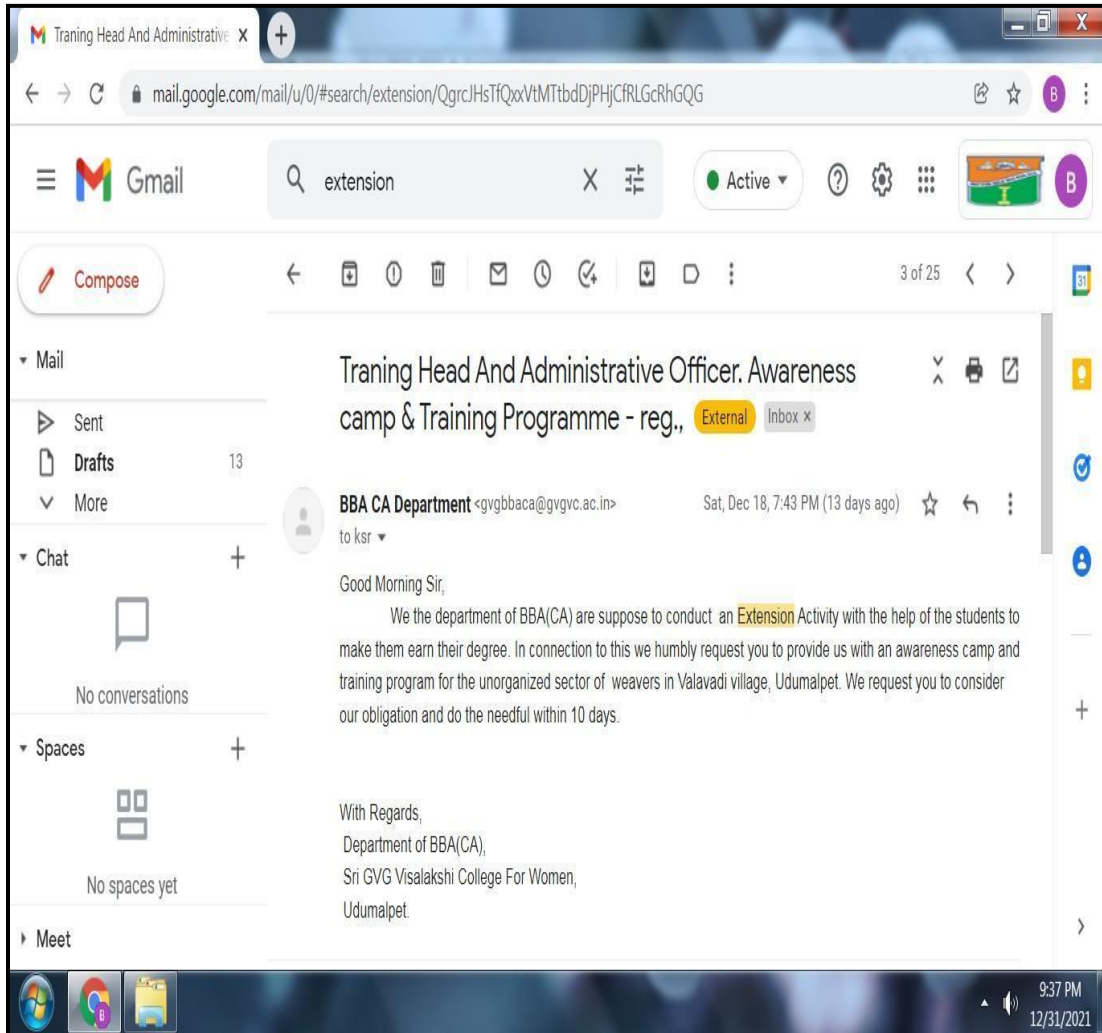 Traning Head And Administrative
mail.google.com/mail/u/0/#search/extension/QgrcJHsTfQxxVtMTtbdDjPHjCfRLGcRhGQG
B
Gmail
extension
Active
B
Compose
3 of 25
31
Mail
Sent
Drafts 13
More
Chat
No conversations
Spaces
No spaces yet
Meet
Traning Head And Administrative Officer. Awareness
camp & Training Programme - reg., External Inbox ×
BBA CA Department <gvgbbaca@gvgvc.ac.in> Sat, Dec 18, 7:43 PM (13 days ago)
to ksr
Good Morning Sir,
We the department of BBA(CA) are suppose to conduct an Extension Activity with the help of the students to
make them earn their degree. In connection to this we humbly request you to provide us with an awareness camp and
training program for the unorganized sector of weavers in Valavadi village, Udumalpet. We request you to consider
our obligation and do the needful within 10 days.
With Regards,
Department of BBA(CA),
Sri GVG Visalakshi College For Women,
Udumalpet.
9:37 PM
12/31/2021